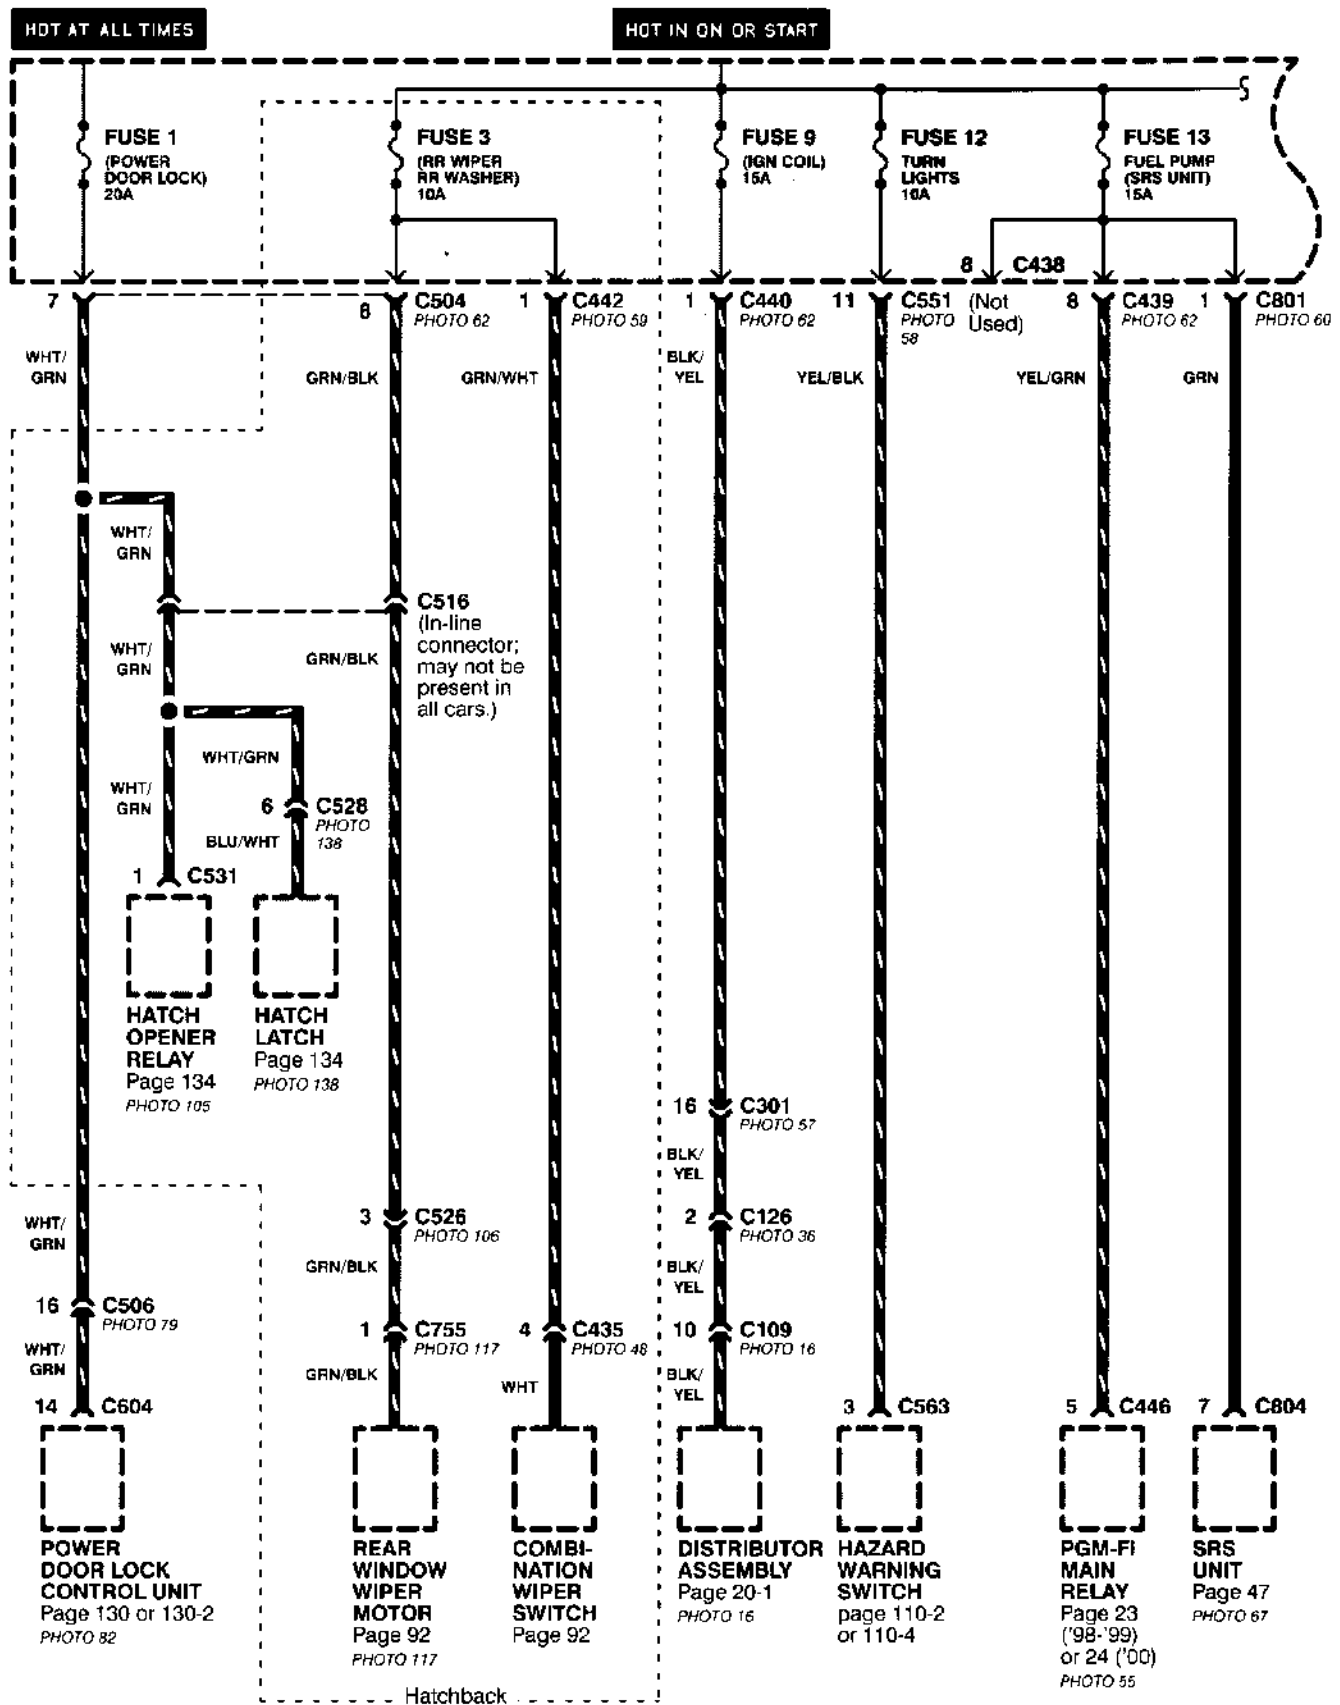 HOT AT ALL TIMES
HOT IN ON OR START
FUSE 1
(POWER
DOOR LOCK)
20A
FUSE 3
(RR WIPER
RR WASHER)
10A
FUSE 9
(IGN COIL)
15A
FUSE 12
TURN
LIGHTS
10A
FUSE 13
FUEL PUMP
(SRS UNIT)
15A
8 C438
(Not
Used)
7
8 C504
PHOTO 62
1 C442
PHOTO 59
1 C440
PHOTO 62
11 C551
PHOTO
58
8 C439
PHOTO 62
1 C801
PHOTO 60
WHT/
GRN
GRN/BLK
GRN/WHT
BLK/
YEL
YEL/BLK
YEL/GRN
GRN
WHT/
GRN
C516
(In-line
connector;
may not be
present in
all cars.)
WHT/
GRN
GRN/BLK
WHT/GRN
WHT/
GRN
6 C528
PHOTO
138
BLU/WHT
1 C531
HATCH
OPENER
RELAY
Page 134
PHOTO 105
HATCH
LATCH
Page 134
PHOTO 138
16 C301
PHOTO 57
BLK/
YEL
WHT/
GRN
3 C526
PHOTO 106
2 C126
PHOTO 36
GRN/BLK
BLK/
YEL
16 C506
PHOTO 79
1 C755
PHOTO 117
4 C435
PHOTO 48
10 C109
PHOTO 16
WHT/
GRN
GRN/BLK
WHT
BLK/
YEL
14 C604
3 C563
5 C446
7 C804
POWER
DOOR LOCK
CONTROL UNIT
Page 130 or 130-2
PHOTO 82
REAR
WINDOW
WIPER
MOTOR
Page 92
PHOTO 117
COMBI-
NATION
WIPER
SWITCH
Page 92
DISTRIBUTOR
ASSEMBLY
Page 20-1
PHOTO 16
HAZARD
WARNING
SWITCH
page 110-2
or 110-4
PGM-FI
MAIN
RELAY
Page 23
('98-'99)
or 24 ('00)
PHOTO 55
SRS
UNIT
Page 47
PHOTO 67
Hatchback